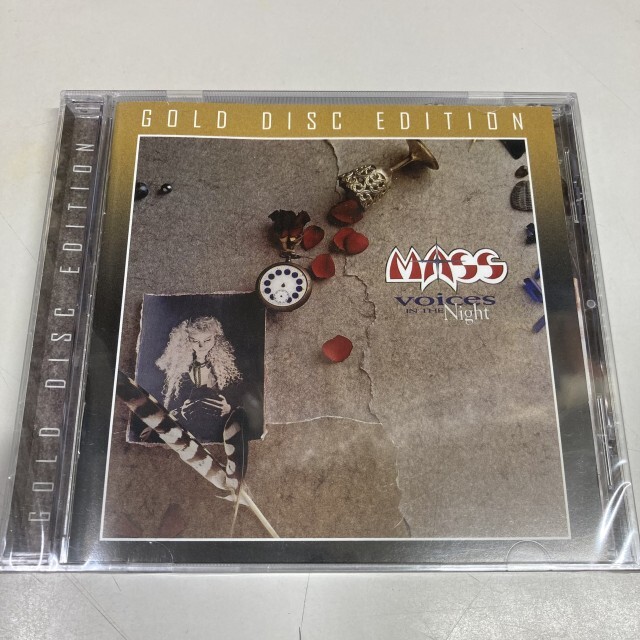 GOLD DISC EDITION
GOLD DISC EDITION
MASS
VOICES
IN THE Night